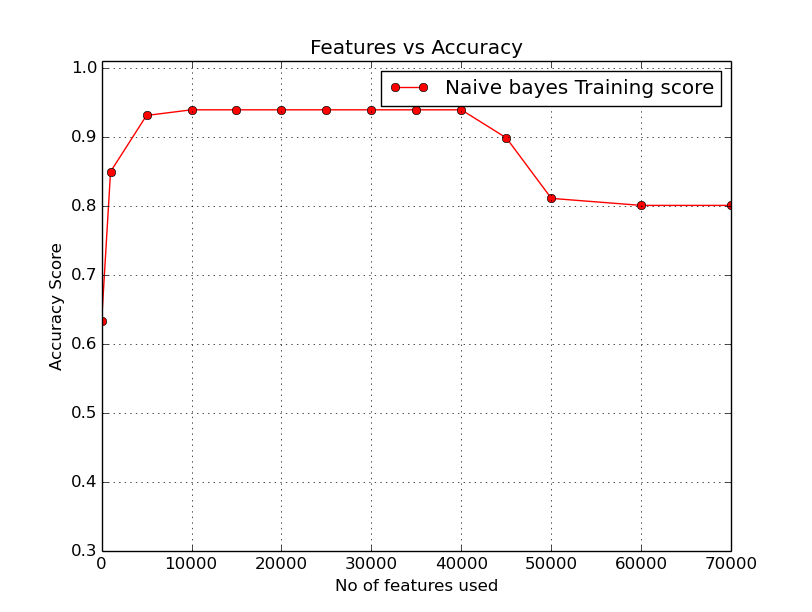 Features vs Accuracy
Naive bayes Training score
1.0
0.9
0.8
0.7
0.6
0.5
0.4
0.3
Accuracy Score
0 10000 20000 30000 40000 50000 60000 70000
No of features used